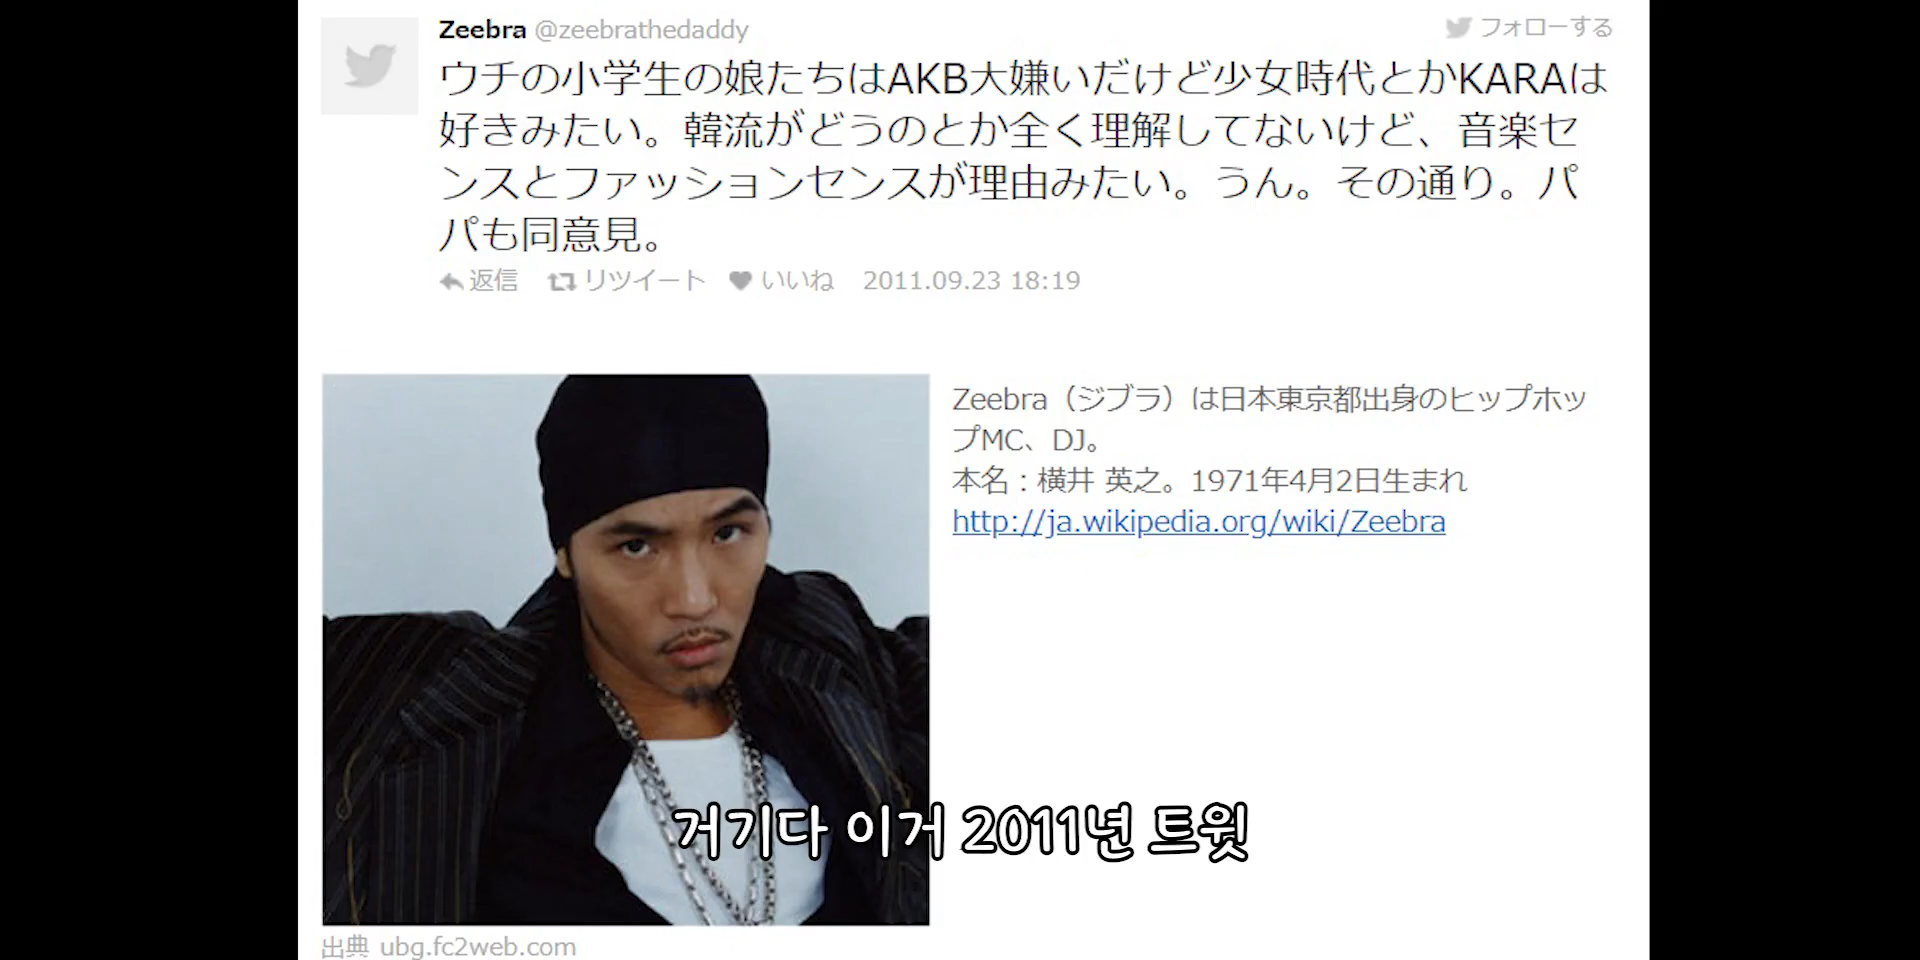 Zeebra @zeebrathedaddy
フォローする
ウチの小学生の娘たちはAKB大嫌いだけど少女時代とかKARAは
好きみたい。韓流がどうのとか全く理解してないけど、音楽セ
ンスとファッションセンスが理由みたい。うん。その通り。パ
パも同意見。
返信 リツイート いいね 2011.09.23 18:19
Zeebra（ジブラ）は日本東京都出身のヒップホッ
プMC、DJ。
本名：横井 英之。1971年4月2日生まれ
http://ja.wikipedia.org/wiki/Zeebra
거기다 이거 2011년 트윗
出典 ubg.fc2web.com